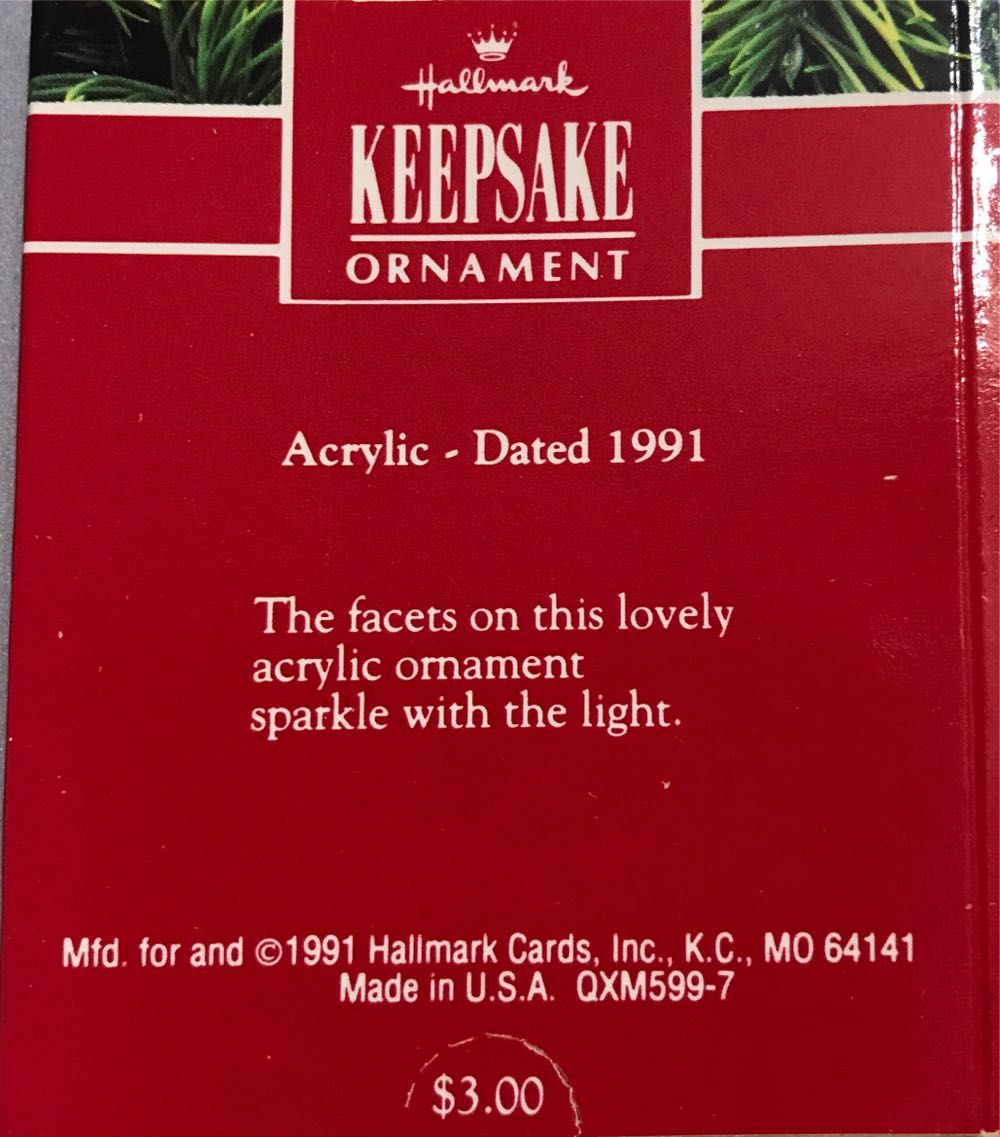 Hallmark
KEEPSAKE
ORNAMENT
Acrylic - Dated 1991
The facets on this lovely
acrylic ornament
sparkle with the light.
Mfd. for and ©1991 Hallmark Cards, Inc., K.C., MO 64141
Made in U.S.A. QXM599-7
$3.00